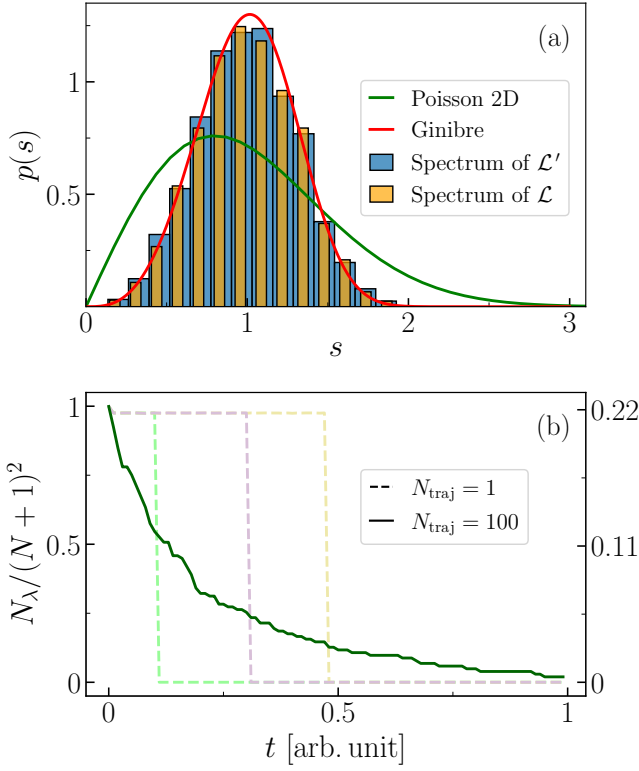 (a)
1
0.5
0
p(s)
Poisson 2D
Ginibre
Spectrum of 𝓛′
Spectrum of 𝓛
0 1 2 3
s
(b)
1
0.5
0
N_λ/(N + 1)²
0.22
0.11
0
N_traj = 1
N_traj = 100
0 0.5 1
t [arb. unit]